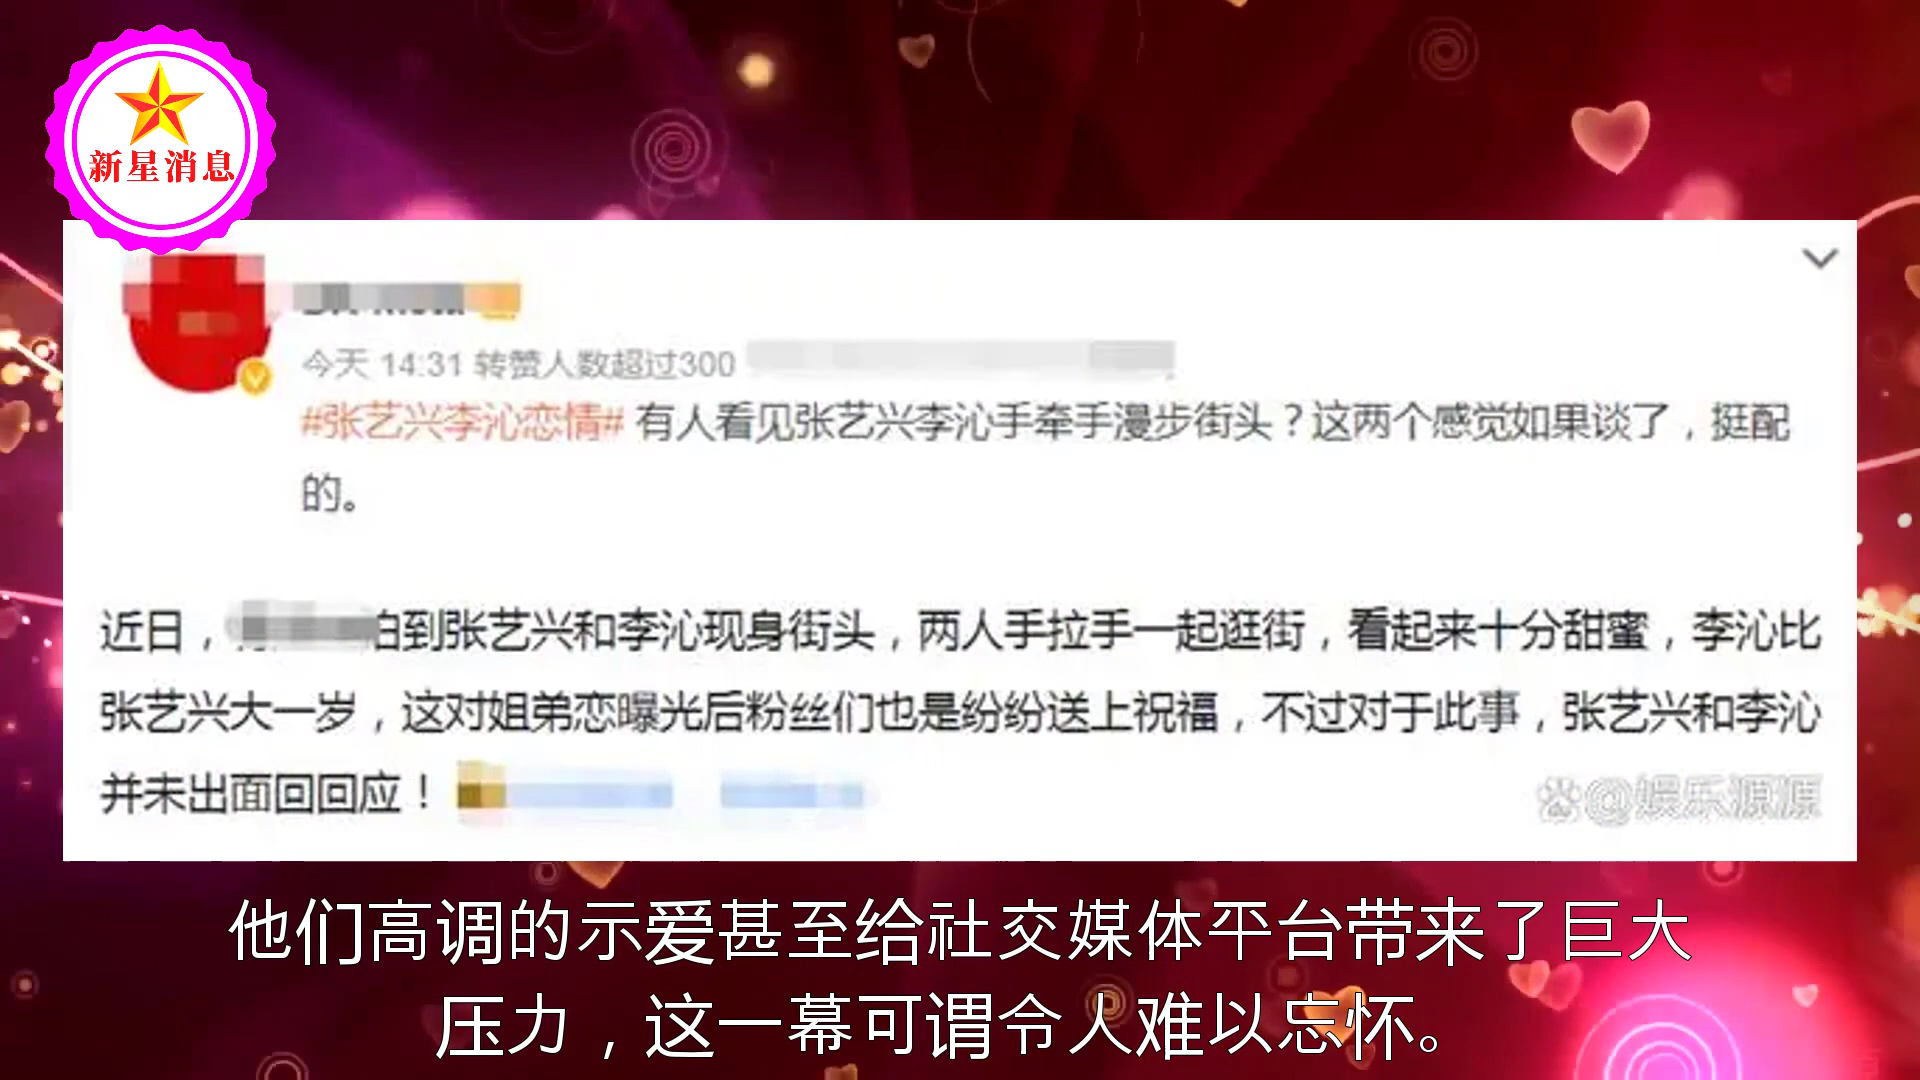 新星消息
今天 14:31 转赞人数超过300
#张艺兴李沁恋情# 有人看见张艺兴李沁手牵手漫步街头？这两个感觉如果谈了，挺配
的。
近日， 拍到张艺兴和李沁现身街头，两人手拉手一起逛街，看起来十分甜蜜，李沁比
张艺兴大一岁，这对姐弟恋曝光后粉丝们也是纷纷送上祝福，不过对于此事，张艺兴和李沁
并未出面回回应！
@娱乐源源
他们高调的示爱甚至给社交媒体平台带来了巨大
压力，这一幕可谓令人难以忘怀。